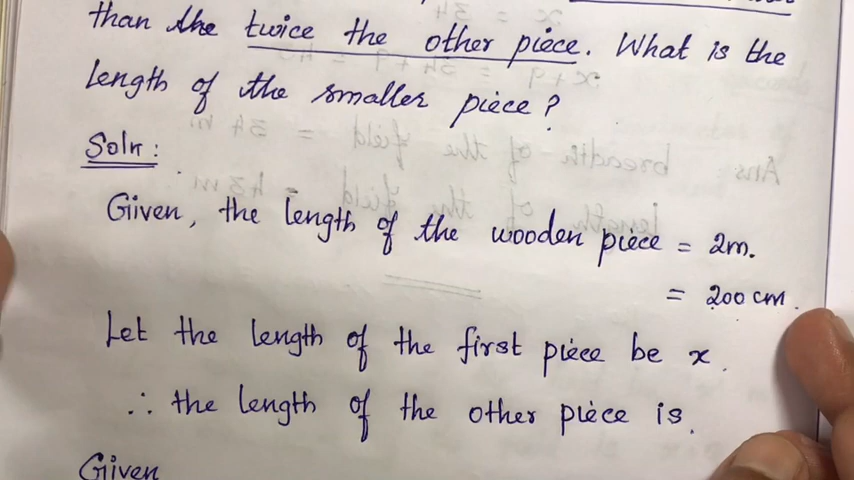 than the twice the other piece. What is the
length of the smaller piece?
Soln:
Given, the length of the wooden piece = 2m.
= 200 cm.
Let the length of the first piece be x.
∴ the length of the other piece is.
Given